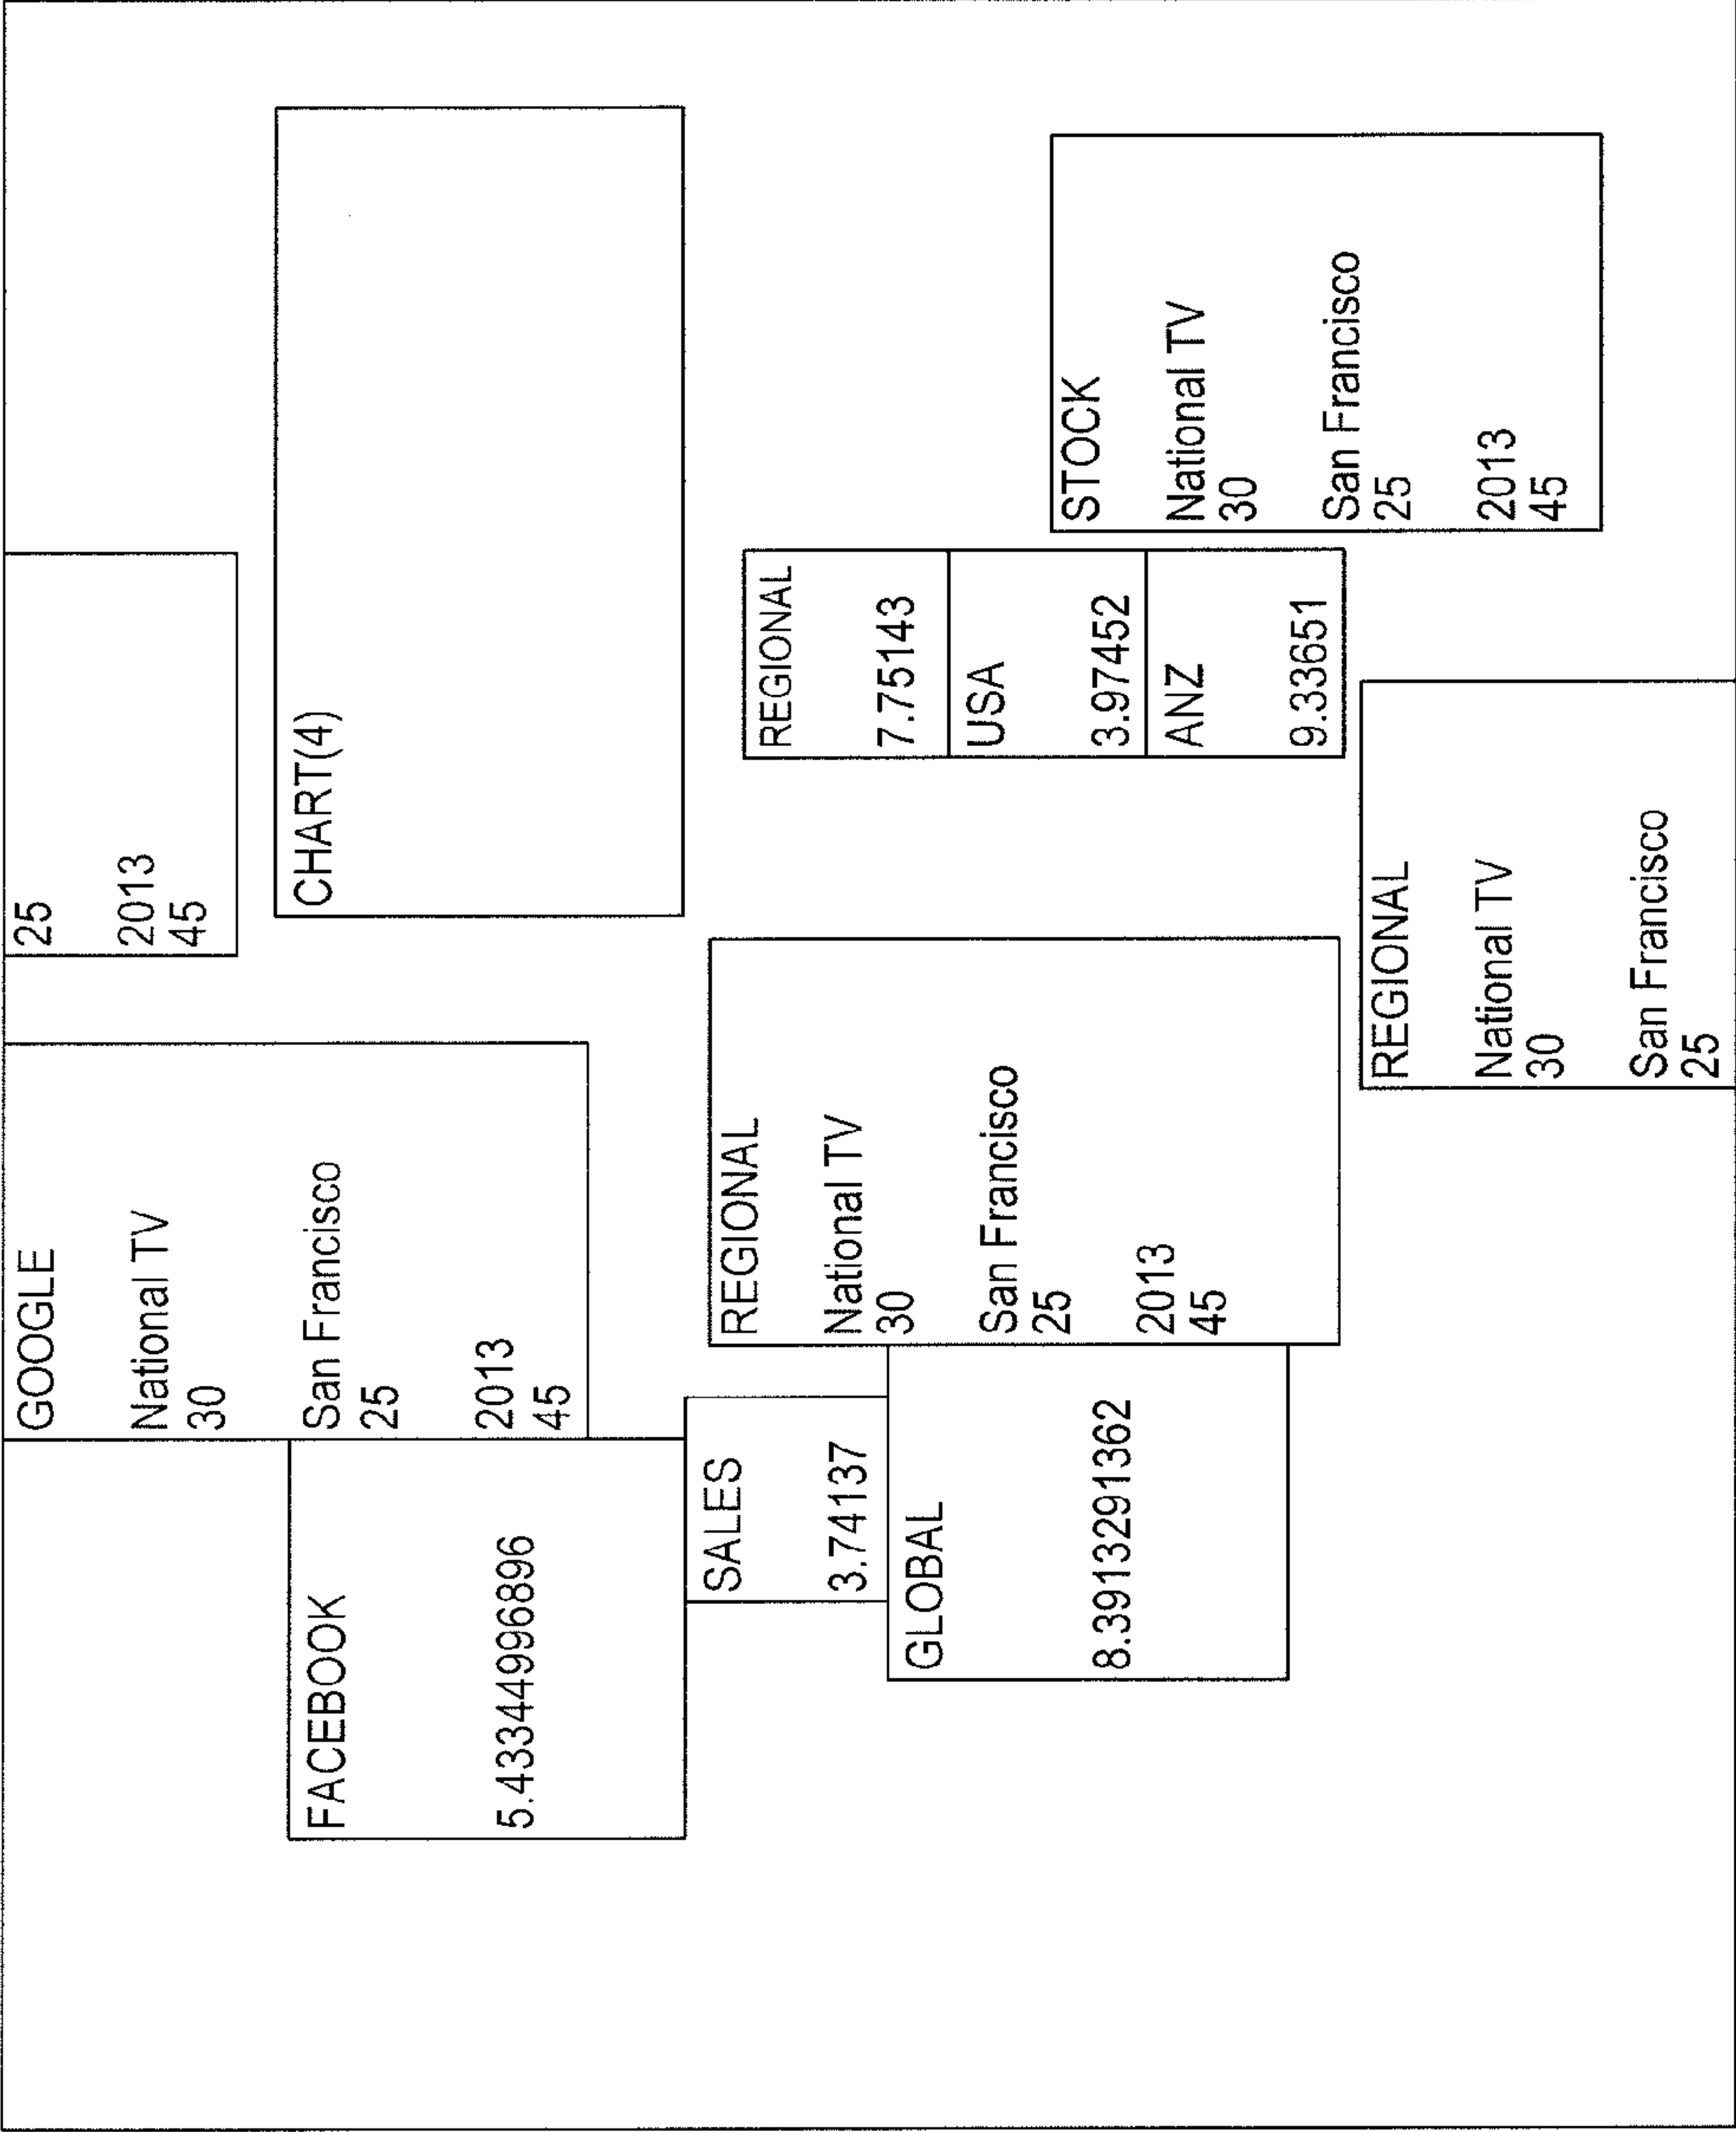 GOOGLE
National TV
30
San Francisco
25
2013
45
25
2013
45
FACEBOOK
5.43344996896
CHART(4)
SALES
3.74137
GLOBAL
8.3913291362
REGIONAL
National TV
30
San Francisco
25
2013
45
REGIONAL
7.75143
USA
3.97452
ANZ
9.33651
STOCK
National TV
30
San Francisco
25
2013
45
REGIONAL
National TV
30
San Francisco
25